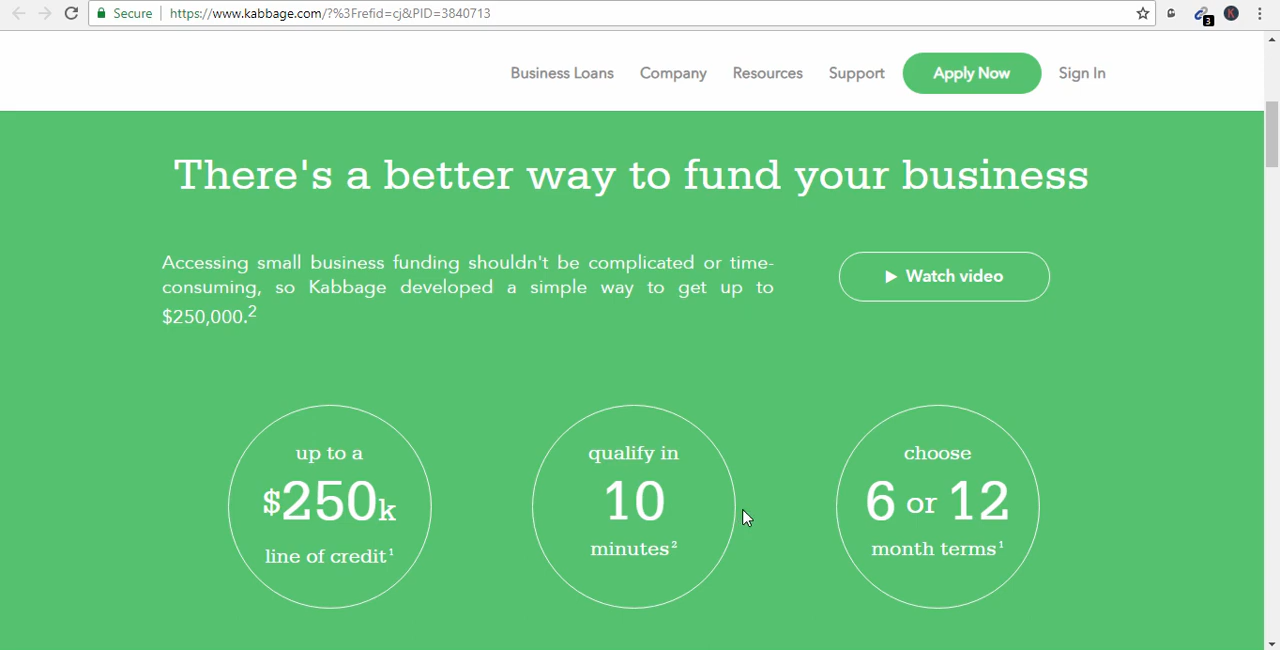 Secure
https://www.kabbage.com/?%3Frefid=cj&PID=3840713
3
K
Business Loans Company Resources Support Apply Now Sign In
There's a better way to fund your business
Accessing small business funding shouldn't be complicated or time-
consuming, so Kabbage developed a simple way to get up to
$250,000.2
Watch video
up to a
$250k
line of credit1
qualify in
10
minutes2
choose
6 or 12
month terms1